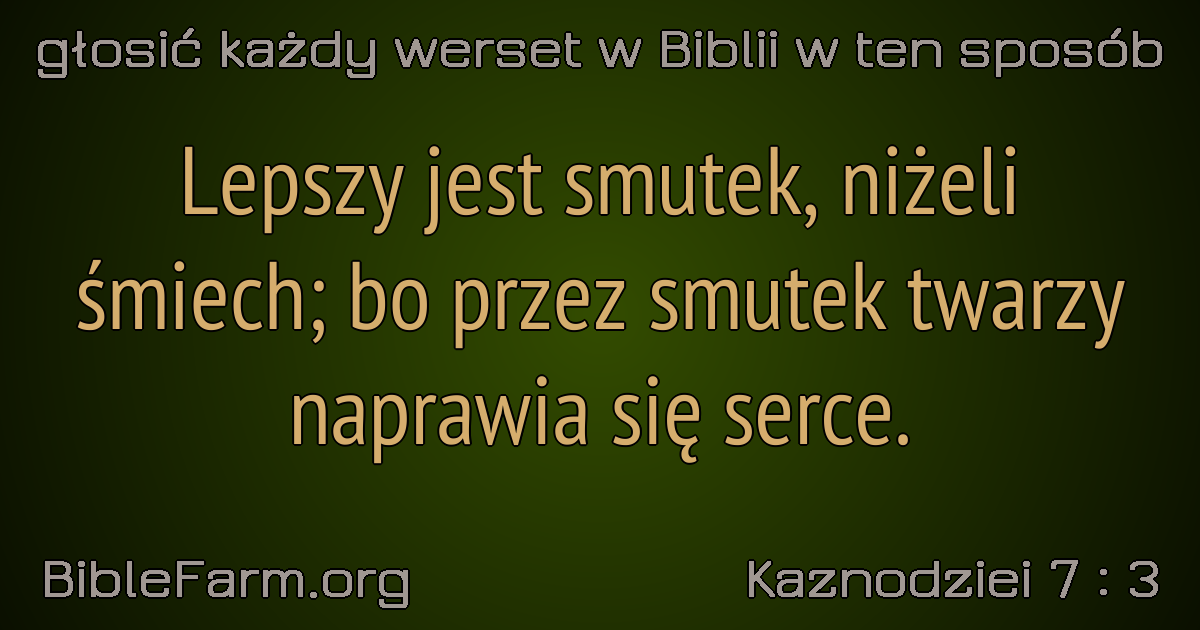 głosić każdy werset w Biblii w ten sposób
Lepszy jest smutek, niżeli
śmiech; bo przez smutek twarzy
naprawia się serce.
BibleFarm.org
Kaznodziei 7 : 3